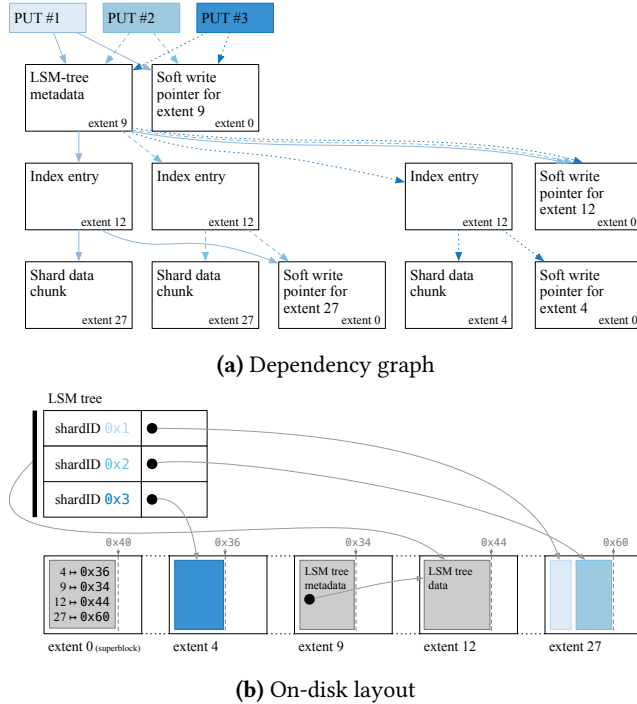 PUT #1 PUT #2 PUT #3
LSM-tree
metadata
extent 9
Soft write
pointer for
extent 9
extent 0
Index entry
extent 12
Index entry
extent 12
Index entry
extent 12
Soft write
pointer for
extent 12
extent 0
Shard data
chunk
extent 27
Shard data
chunk
extent 27
Soft write
pointer for
extent 27
extent 0
Shard data
chunk
extent 4
Soft write
pointer for
extent 4
extent 0
(a) Dependency graph
LSM tree
shardID 0x1
shardID 0x2
shardID 0x3
0x40 0x36 0x34 0x44 0x60
4 ↦ 0x36
9 ↦ 0x34
12 ↦ 0x44
27 ↦ 0x60
LSM tree
metadata
LSM tree
data
extent 0 (superblock) extent 4 extent 9 extent 12 extent 27
(b) On-disk layout